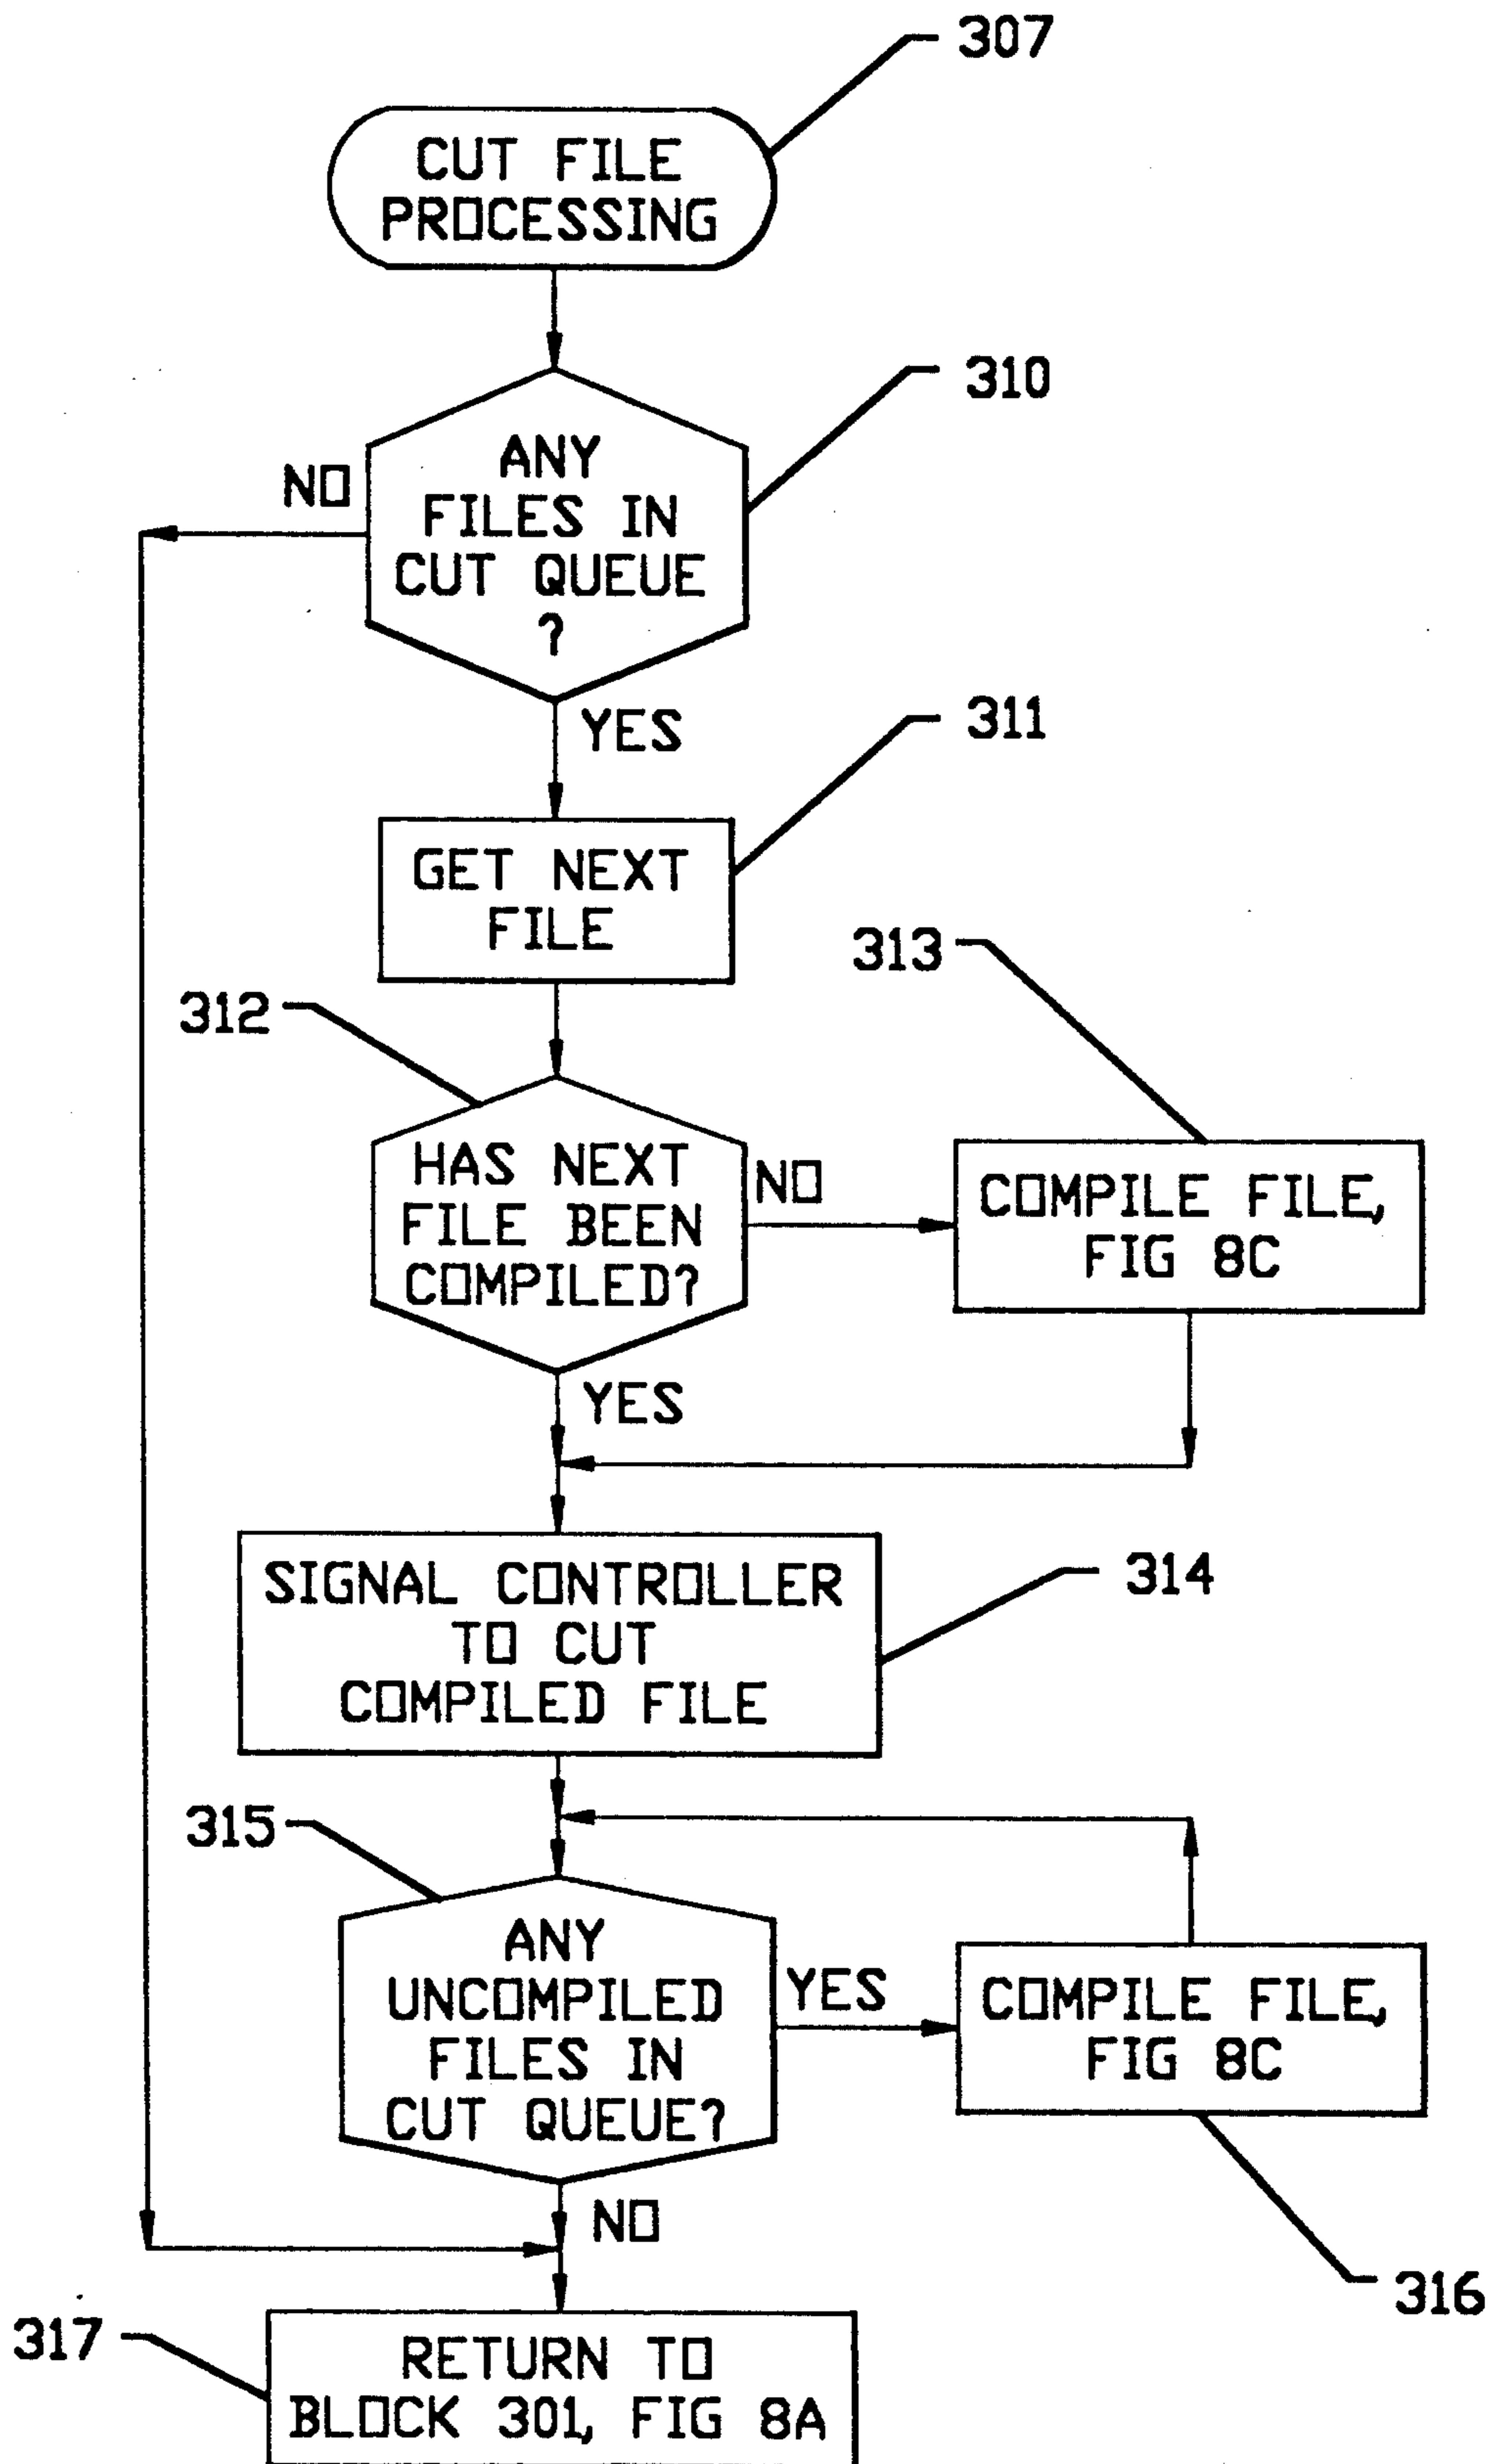 307
CUT FILE
PROCESSING
310
ANY
FILES IN
CUT QUEUE
?
NO
YES
311
GET NEXT
FILE
312
313
HAS NEXT
FILE BEEN
COMPILED?
NO
COMPILE FILE,
FIG 8C
YES
SIGNAL CONTROLLER
TO CUT
COMPILED FILE
314
315
ANY
UNCOMPILED
FILES IN
CUT QUEUE?
YES
COMPILE FILE,
FIG 8C
NO
316
317
RETURN TO
BLOCK 301, FIG 8A